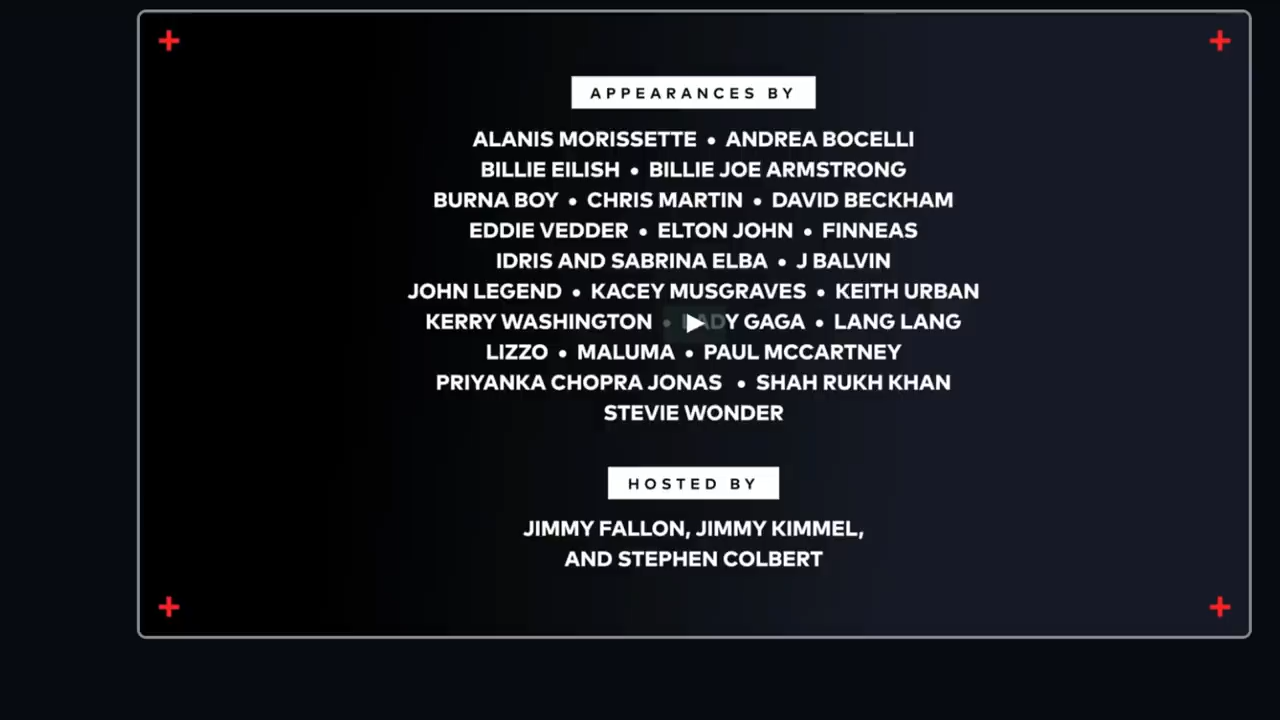 APPEARANCES BY
ALANIS MORISSETTE • ANDREA BOCELLI
BILLIE EILISH • BILLIE JOE ARMSTRONG
BURNA BOY • CHRIS MARTIN • DAVID BECKHAM
EDDIE VEDDER • ELTON JOHN • FINNEAS
IDRIS AND SABRINA ELBA • J BALVIN
JOHN LEGEND • KACEY MUSGRAVES • KEITH URBAN
KERRY WASHINGTON • LADY GAGA • LANG LANG
LIZZO • MALUMA • PAUL MCCARTNEY
PRIYANKA CHOPRA JONAS • SHAH RUKH KHAN
STEVIE WONDER
HOSTED BY
JIMMY FALLON, JIMMY KIMMEL,
AND STEPHEN COLBERT